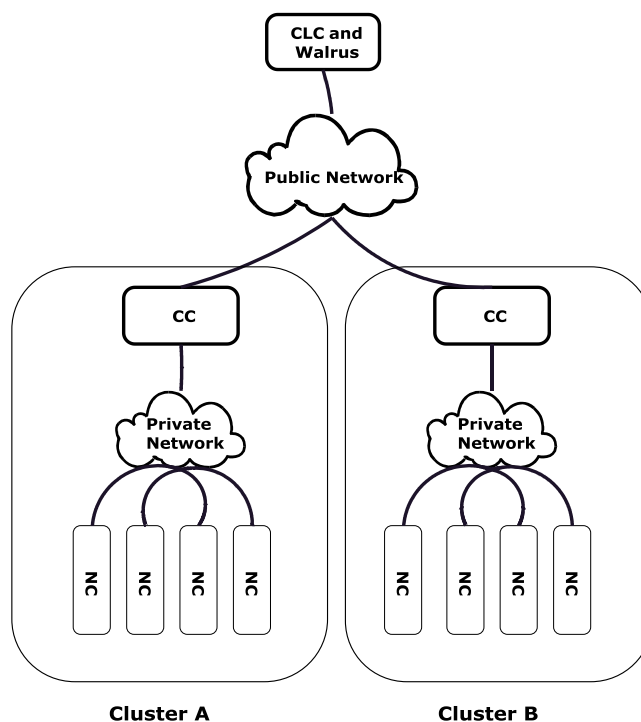 CLC and
Walrus
Public Network
CC
CC
Private
Network
Private
Network
NC
NC
NC
NC
NC
NC
NC
NC
Cluster A
Cluster B